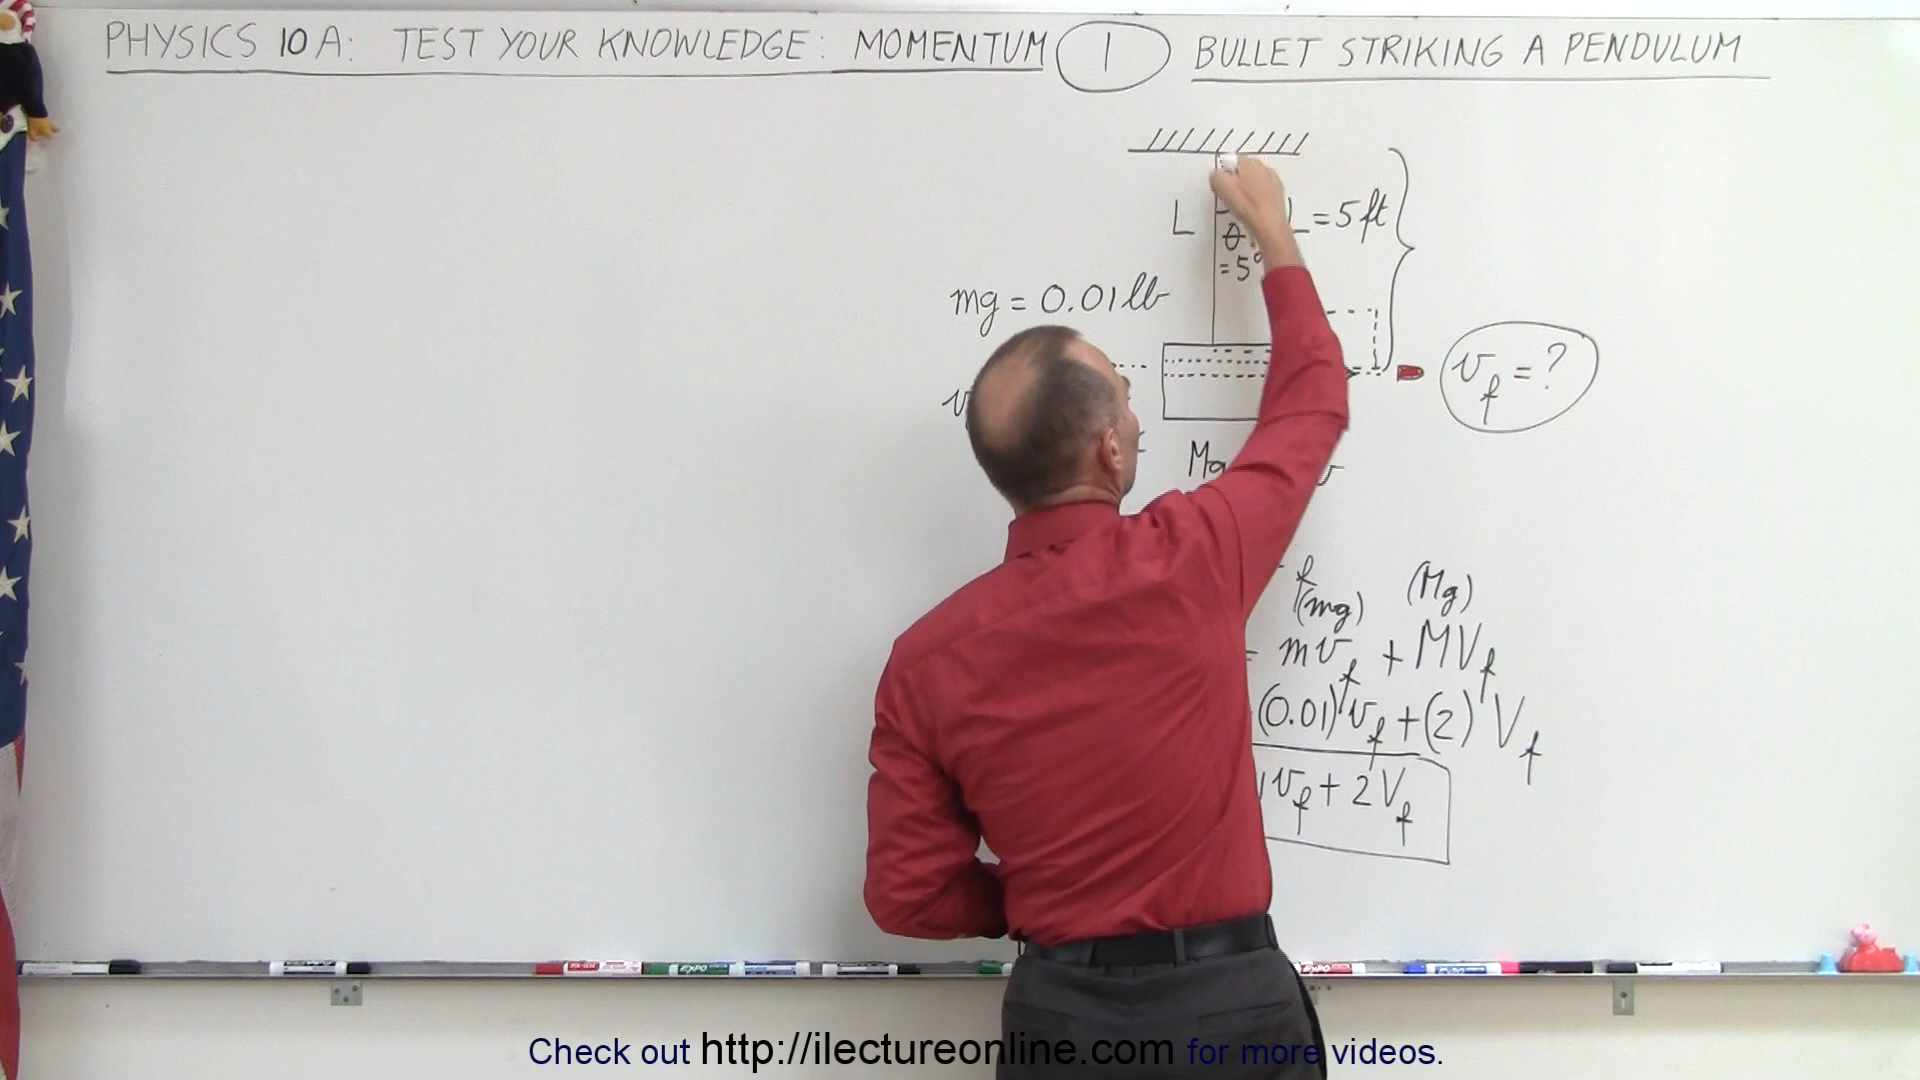 PHYSICS 10A: TEST YOUR KNOWLEDGE: MOMENTUM 1 BULLET STRIKING A PENDULUM
L θ L = 5 ft
= 5°
mg = 0.01 lb
v_f = ?
(mg) (Mg)
= mv_f + MV_f
(0.01) v_f + (2) V_f
v_f + 2V_f
EXPO
Check out http://ilectureonline.com for more videos.